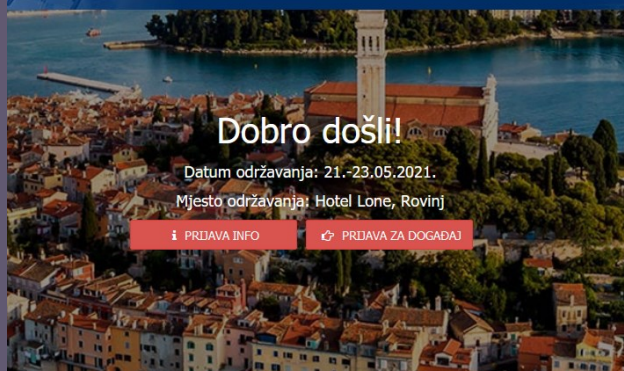 Dobro došli!
Datum održavanja: 21.-23.05.2021.
Mjesto održavanja: Hotel Lone, Rovinj
PRIJAVA INFO
PRIJAVA ZA DOGAĐAJ